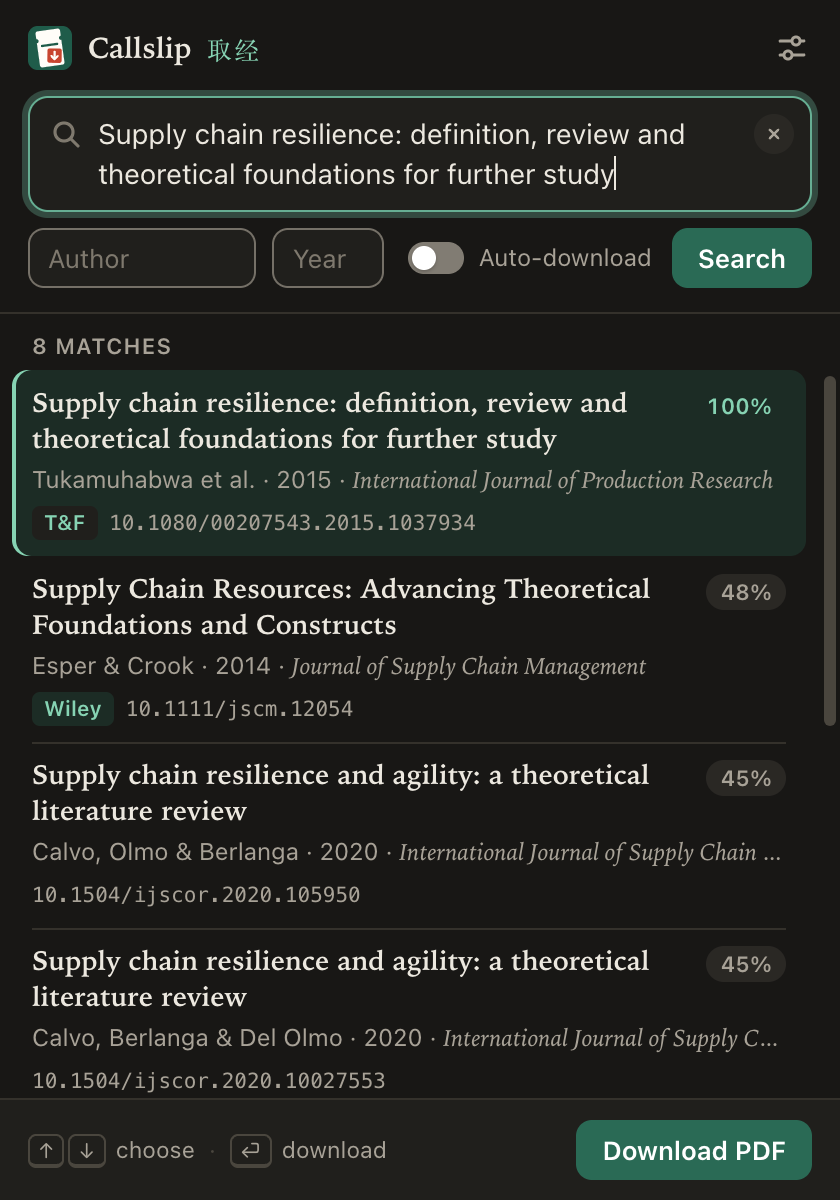 Callslip 取经
Supply chain resilience: definition, review and
theoretical foundations for further study
Author
Year
Auto-download
Search
8 MATCHES
Supply chain resilience: definition, review and
theoretical foundations for further study
100%
Tukamuhabwa et al. · 2015 · International Journal of Production Research
T&F 10.1080/00207543.2015.1037934
Supply Chain Resources: Advancing Theoretical
Foundations and Constructs
48%
Esper & Crook · 2014 · Journal of Supply Chain Management
Wiley 10.1111/jscm.12054
Supply chain resilience and agility: a theoretical
literature review
45%
Calvo, Olmo & Berlanga · 2020 · International Journal of Supply Chain ...
10.1504/ijscor.2020.105950
Supply chain resilience and agility: a theoretical
literature review
45%
Calvo, Berlanga & Del Olmo · 2020 · International Journal of Supply C...
10.1504/ijscor.2020.10027553
↑ ↓ choose · ↵ download
Download PDF